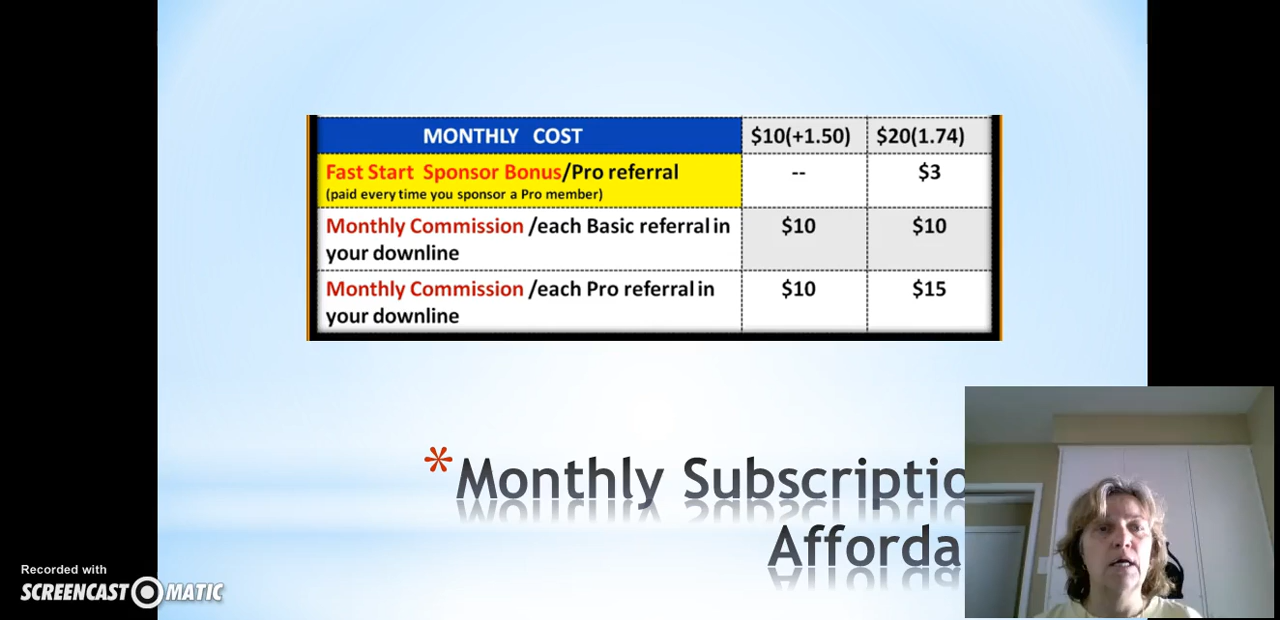 MONTHLY COST $10(+1.50) $20(1.74)
Fast Start Sponsor Bonus/Pro referral -- $3
(paid every time you sponsor a Pro member)
Monthly Commission /each Basic referral in $10 $10
your downline
Monthly Commission /each Pro referral in $10 $15
your downline
*Monthly Subscriptio
Afforda
Recorded with
SCREENCAST MATIC